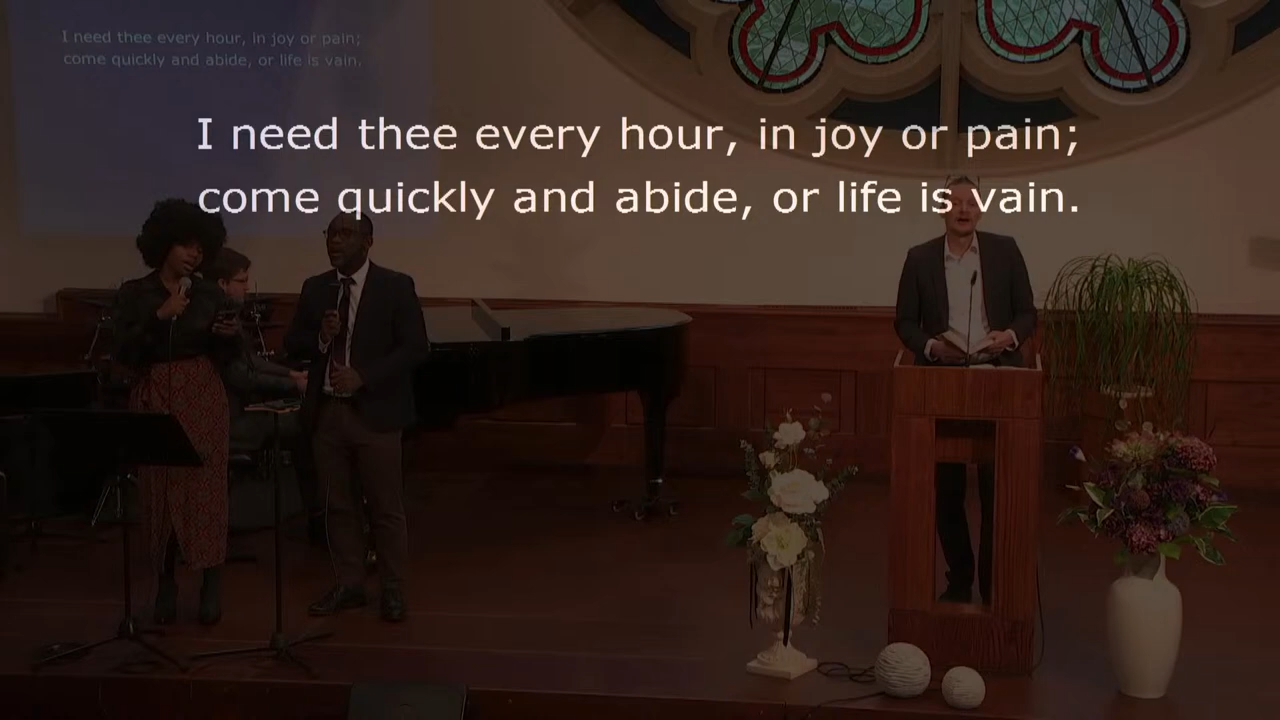 I need thee every hour, in joy or pain;
come quickly and abide, or life is vain.
I need thee every hour, in joy or pain;
come quickly and abide, or life is vain.